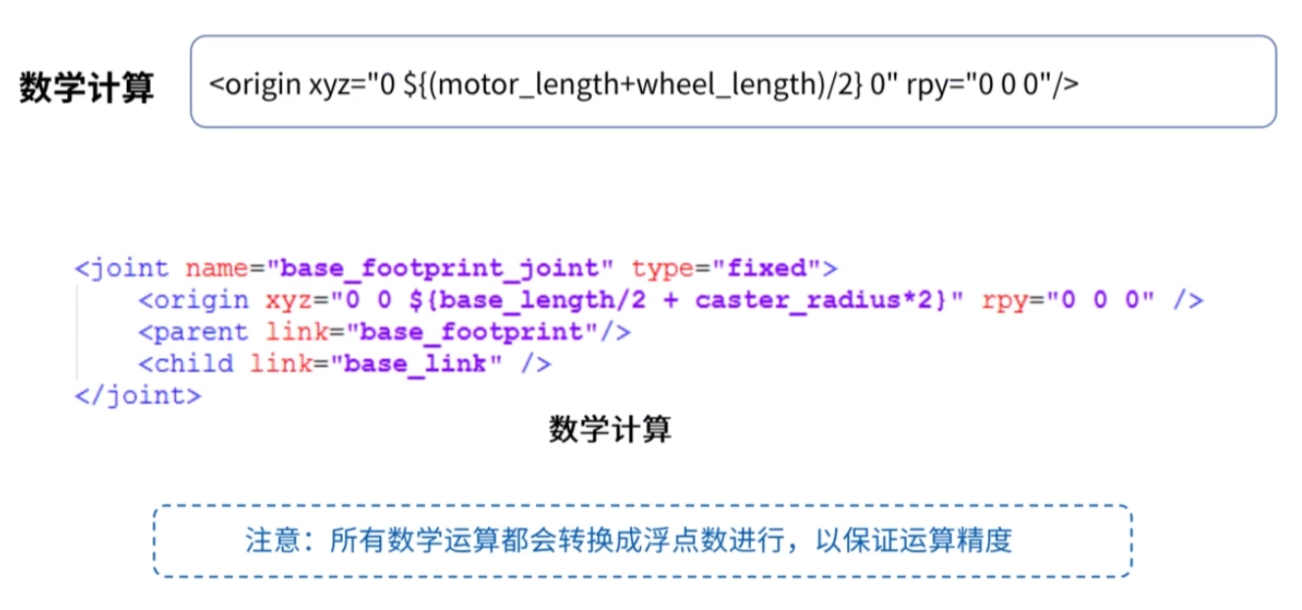 数学计算
<origin xyz="0 ${(motor_length+wheel_length)/2} 0" rpy="0 0 0"/>
<joint name="base_footprint_joint" type="fixed">
<origin xyz="0 0 ${base_length/2 + caster_radius*2}" rpy="0 0 0" />
<parent link="base_footprint"/>
<child link="base_link" />
</joint>
数学计算
注意：所有数学运算都会转换成浮点数进行，以保证运算精度